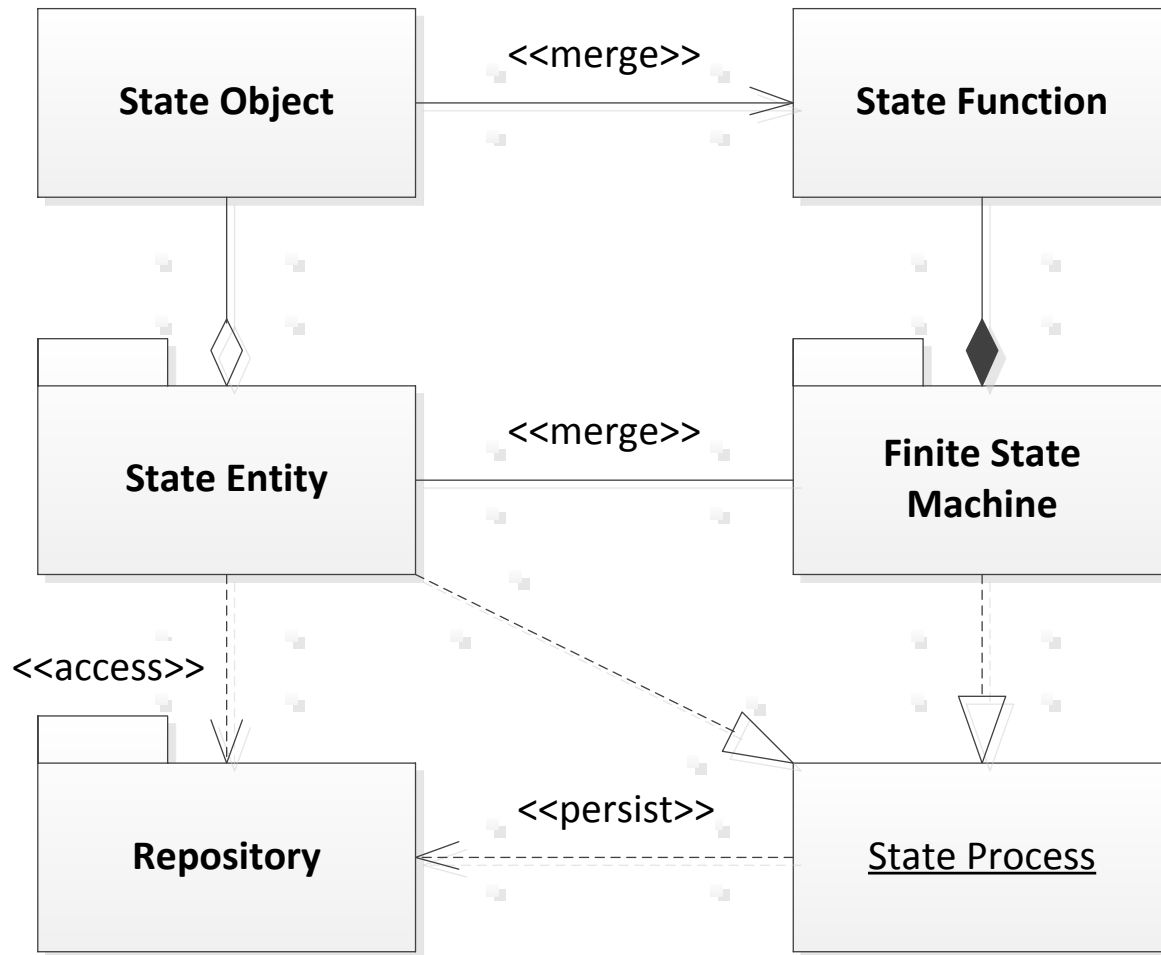 <<merge>>
State Object
State Function
<<merge>>
State Entity
Finite State
Machine
<<access>>
<<persist>>
Repository
State Process